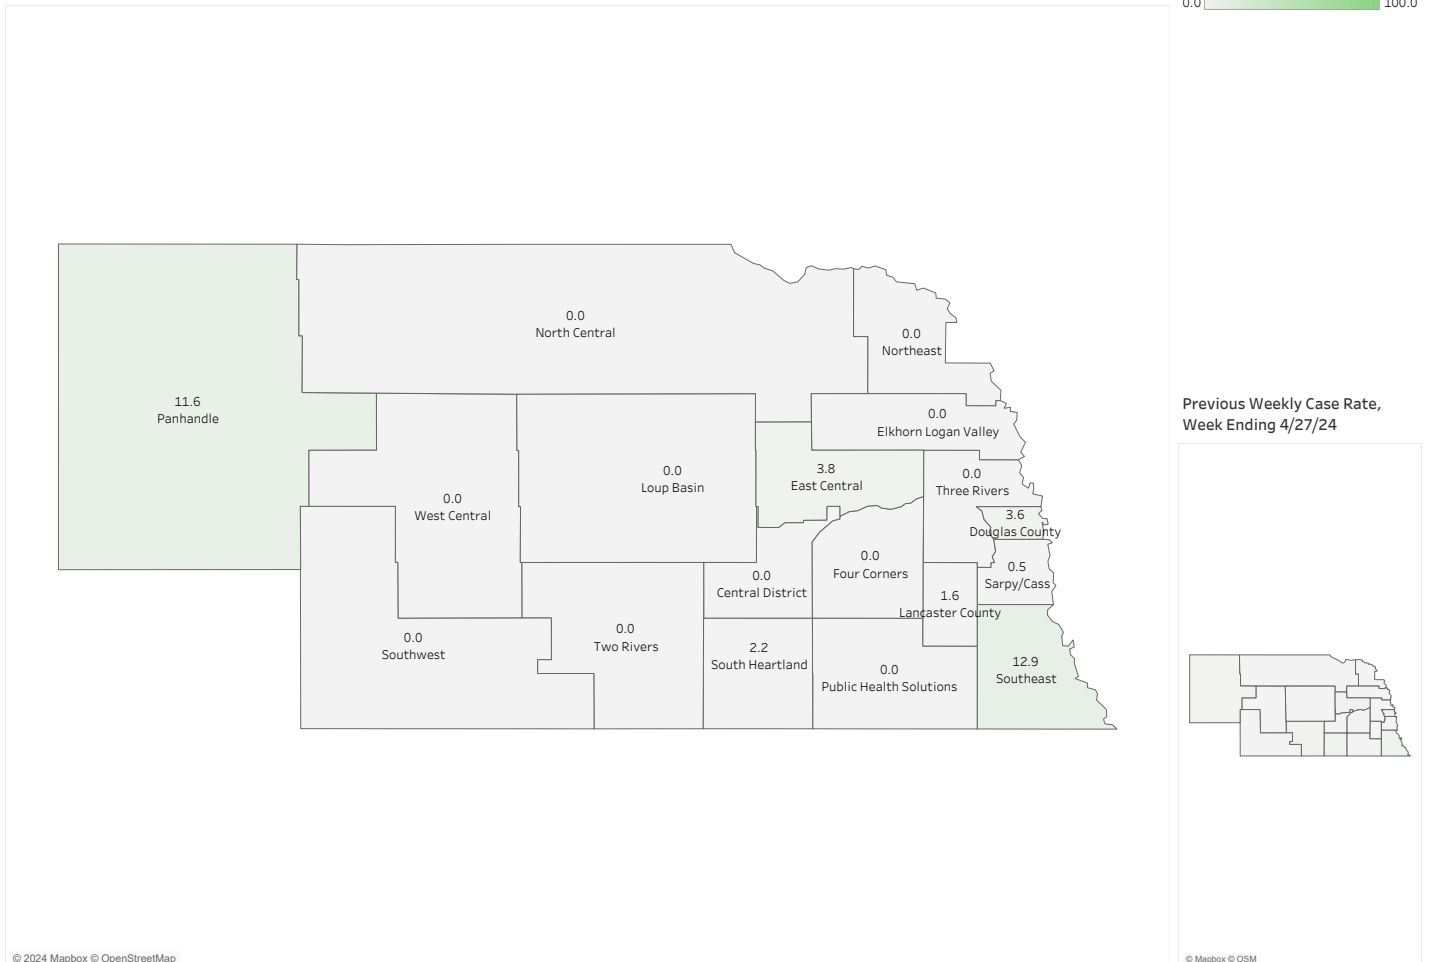 0.0
100.0
0.0
North Central
0.0
Northeast
11.6
Panhandle
0.0
Elkhorn Logan Valley
Previous Weekly Case Rate,
Week Ending 4/27/24
0.0
Loup Basin
3.8
East Central
0.0
Three Rivers
0.0
West Central
3.6
Douglas County
0.0
Four Corners
0.0
Central District
0.5
Sarpy/Cass
1.6
Lancaster County
0.0
Southwest
0.0
Two Rivers
2.2
South Heartland
0.0
Public Health Solutions
12.9
Southeast
© 2024 Mapbox © OpenStreetMap
© Mapbox © OSM